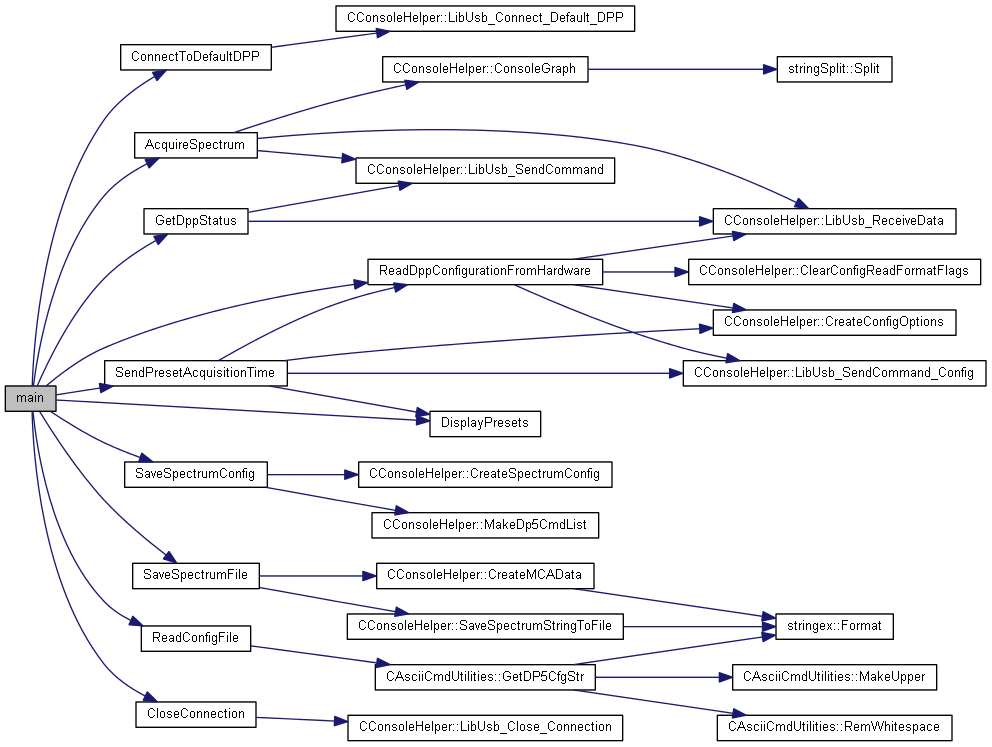 CConsoleHelper::LibUsb_Connect_Default_DPP
ConnectToDefaultDPP
CConsoleHelper::ConsoleGraph
stringSplit::Split
AcquireSpectrum
CConsoleHelper::LibUsb_SendCommand
GetDppStatus
CConsoleHelper::LibUsb_ReceiveData
ReadDppConfigurationFromHardware
CConsoleHelper::ClearConfigReadFormatFlags
CConsoleHelper::CreateConfigOptions
SendPresetAcquisitionTime
CConsoleHelper::LibUsb_SendCommand_Config
main
DisplayPresets
SaveSpectrumConfig
CConsoleHelper::CreateSpectrumConfig
CConsoleHelper::MakeDp5CmdList
SaveSpectrumFile
CConsoleHelper::CreateMCAData
CConsoleHelper::SaveSpectrumStringToFile
stringex::Format
ReadConfigFile
CAsciiCmdUtilities::GetDP5CfgStr
CAsciiCmdUtilities::MakeUpper
CloseConnection
CConsoleHelper::LibUsb_Close_Connection
CAsciiCmdUtilities::RemWhitespace